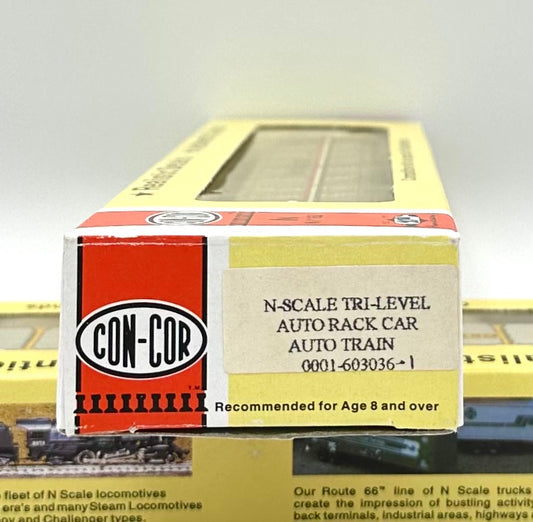 CON-COR
T.M.
N-SCALE TRI-LEVEL
AUTO RACK CAR
AUTO TRAIN
0001-603036-1
Recommended for Age 8 and over
fleet of N Scale locomotives
era's and many Steam Locomotives
and Challenger types.
Our Route 66™ line of N Scale trucks
create the impression of bustling activity
back terminals, industrial areas, highways